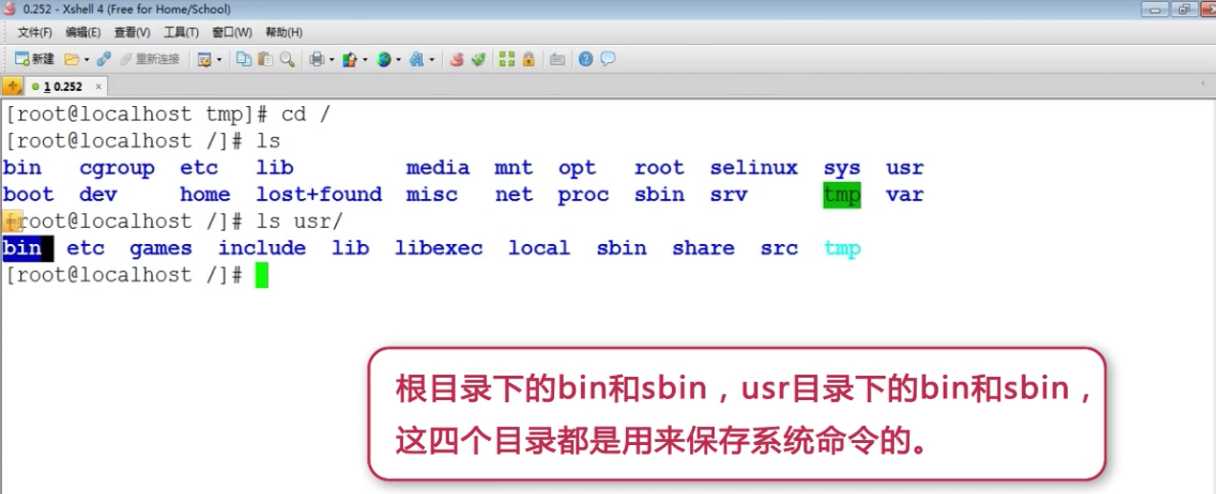 0.252 - Xshell 4 (Free for Home/School)
文件(F) 编辑(E) 查看(V) 工具(T) 窗口(W) 帮助(H)
新建 重新连接
1 0.252
[root@localhost tmp]# cd /
[root@localhost /]# ls
bin cgroup etc lib media mnt opt root selinux sys usr
boot dev home lost+found misc net proc sbin srv tmp var
root@localhost /]# ls usr/
bin etc games include lib libexec local sbin share src tmp
[root@localhost /]#
根目录下的bin和sbin，usr目录下的bin和sbin，
这四个目录都是用来保存系统命令的。